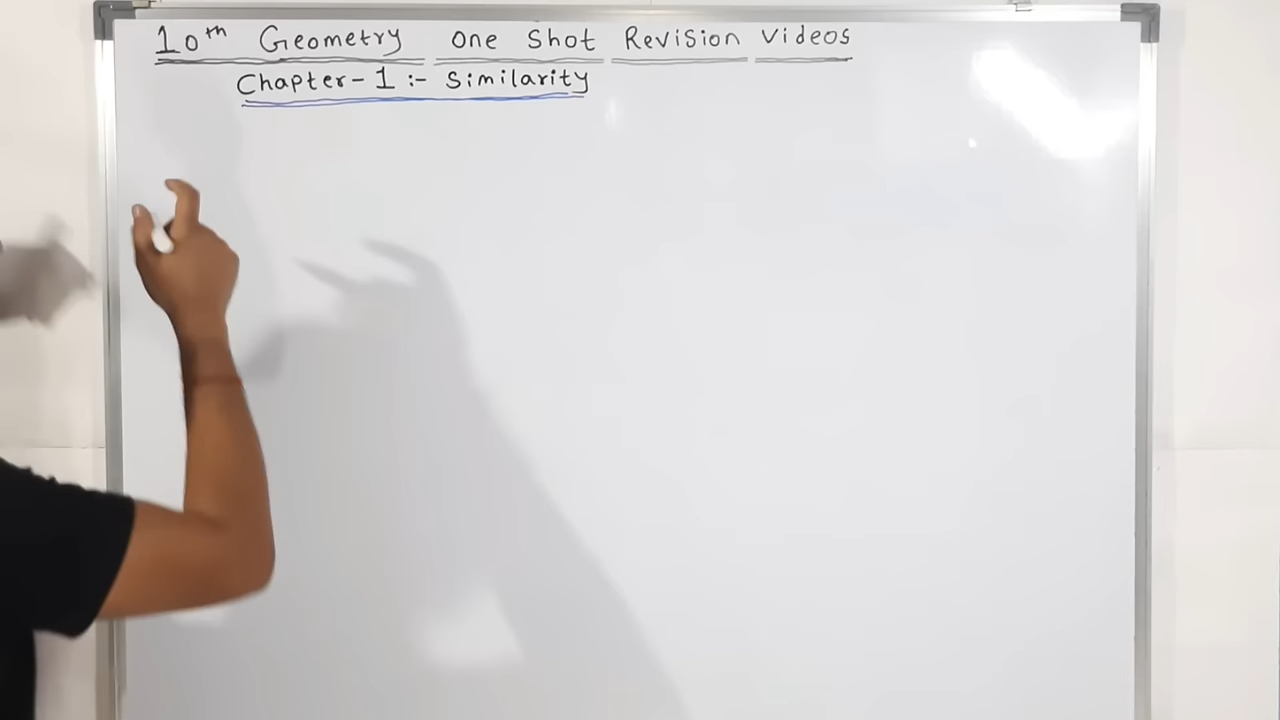 10th Geometry one Shot Revision Videos
Chapter-1 :- Similarity